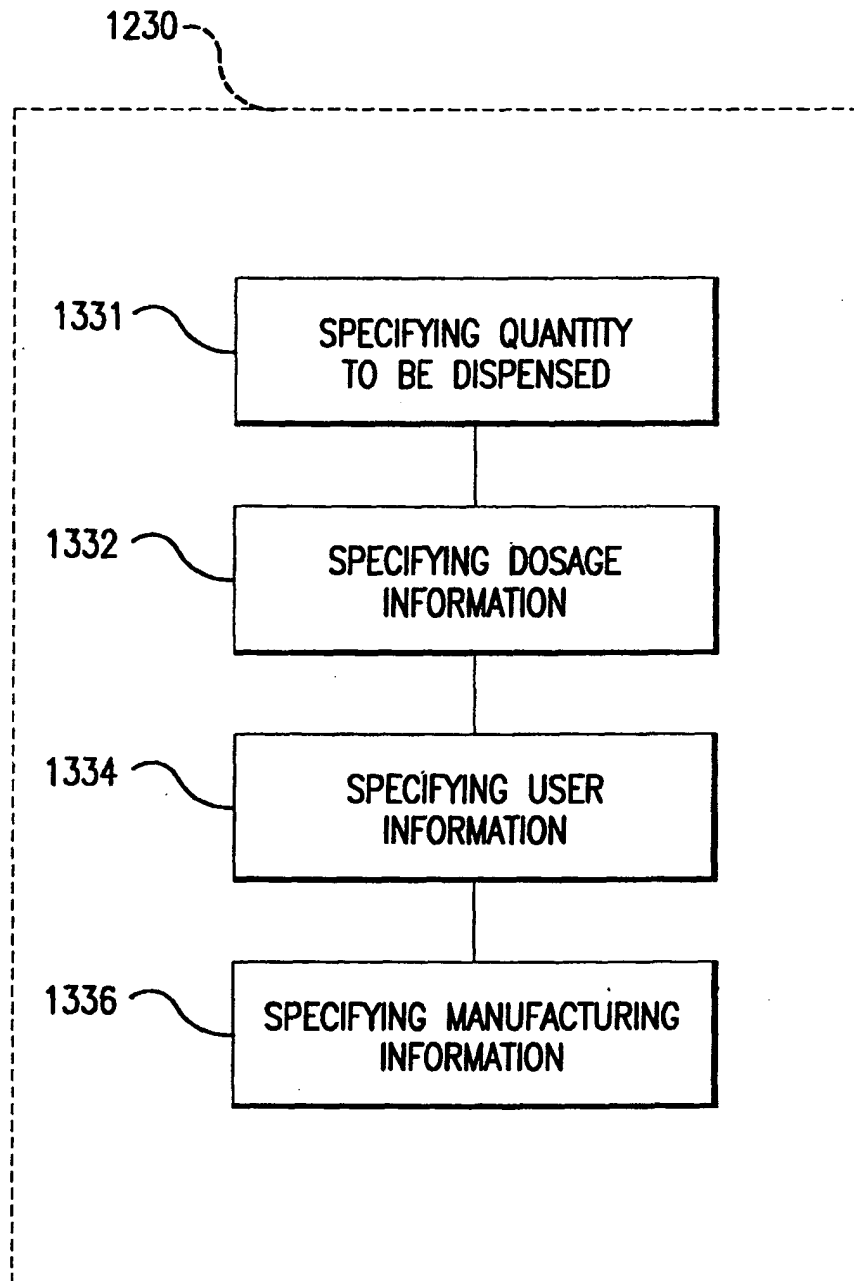 1230
1331
SPECIFYING QUANTITY
TO BE DISPENSED
1332
SPECIFYING DOSAGE
INFORMATION
1334
SPECIFYING USER
INFORMATION
1336
SPECIFYING MANUFACTURING
INFORMATION